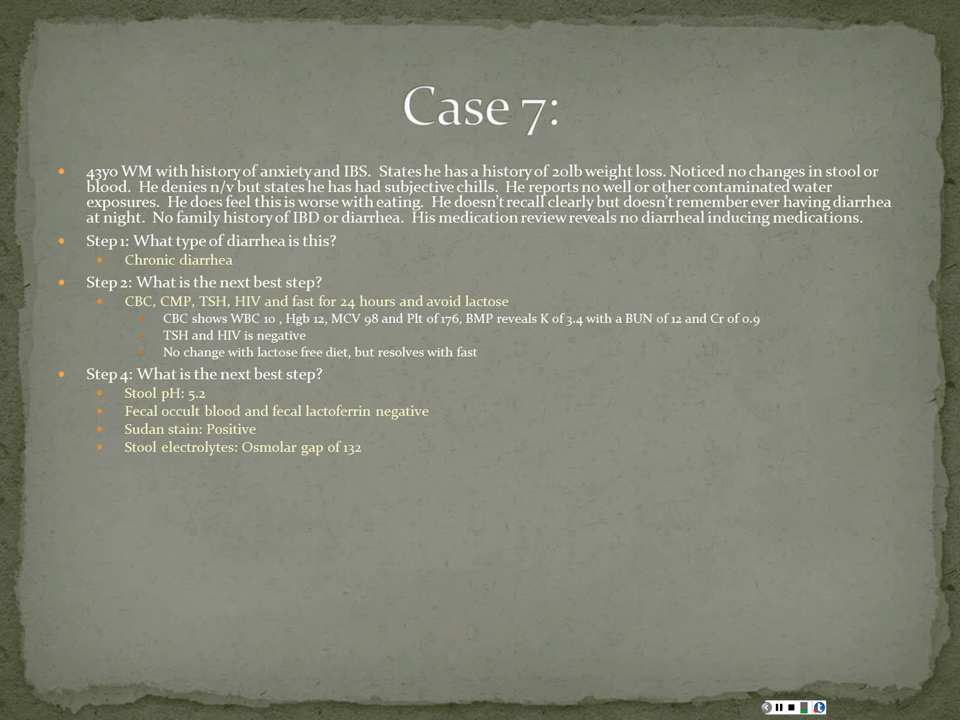 Case 7:
43yo WM with history of anxiety and IBS. States he has a history of 20lb weight loss. Noticed no changes in stool or
blood. He denies n/v but states he has had subjective chills. He reports no well or other contaminated water
exposures. He does feel this is worse with eating. He doesn't recall clearly but doesn't remember ever having diarrhea
at night. No family history of IBD or diarrhea. His medication review reveals no diarrheal inducing medications.
Step 1: What type of diarrhea is this?
Chronic diarrhea
Step 2: What is the next best step?
CBC, CMP, TSH, HIV and fast for 24 hours and avoid lactose
CBC shows WBC 10 , Hgb 12, MCV 98 and Plt of 176, BMP reveals K of 3.4 with a BUN of 12 and Cr of 0.9
TSH and HIV is negative
No change with lactose free diet, but resolves with fast
Step 4: What is the next best step?
Stool pH: 5.2
Fecal occult blood and fecal lactoferrin negative
Sudan stain: Positive
Stool electrolytes: Osmolar gap of 132